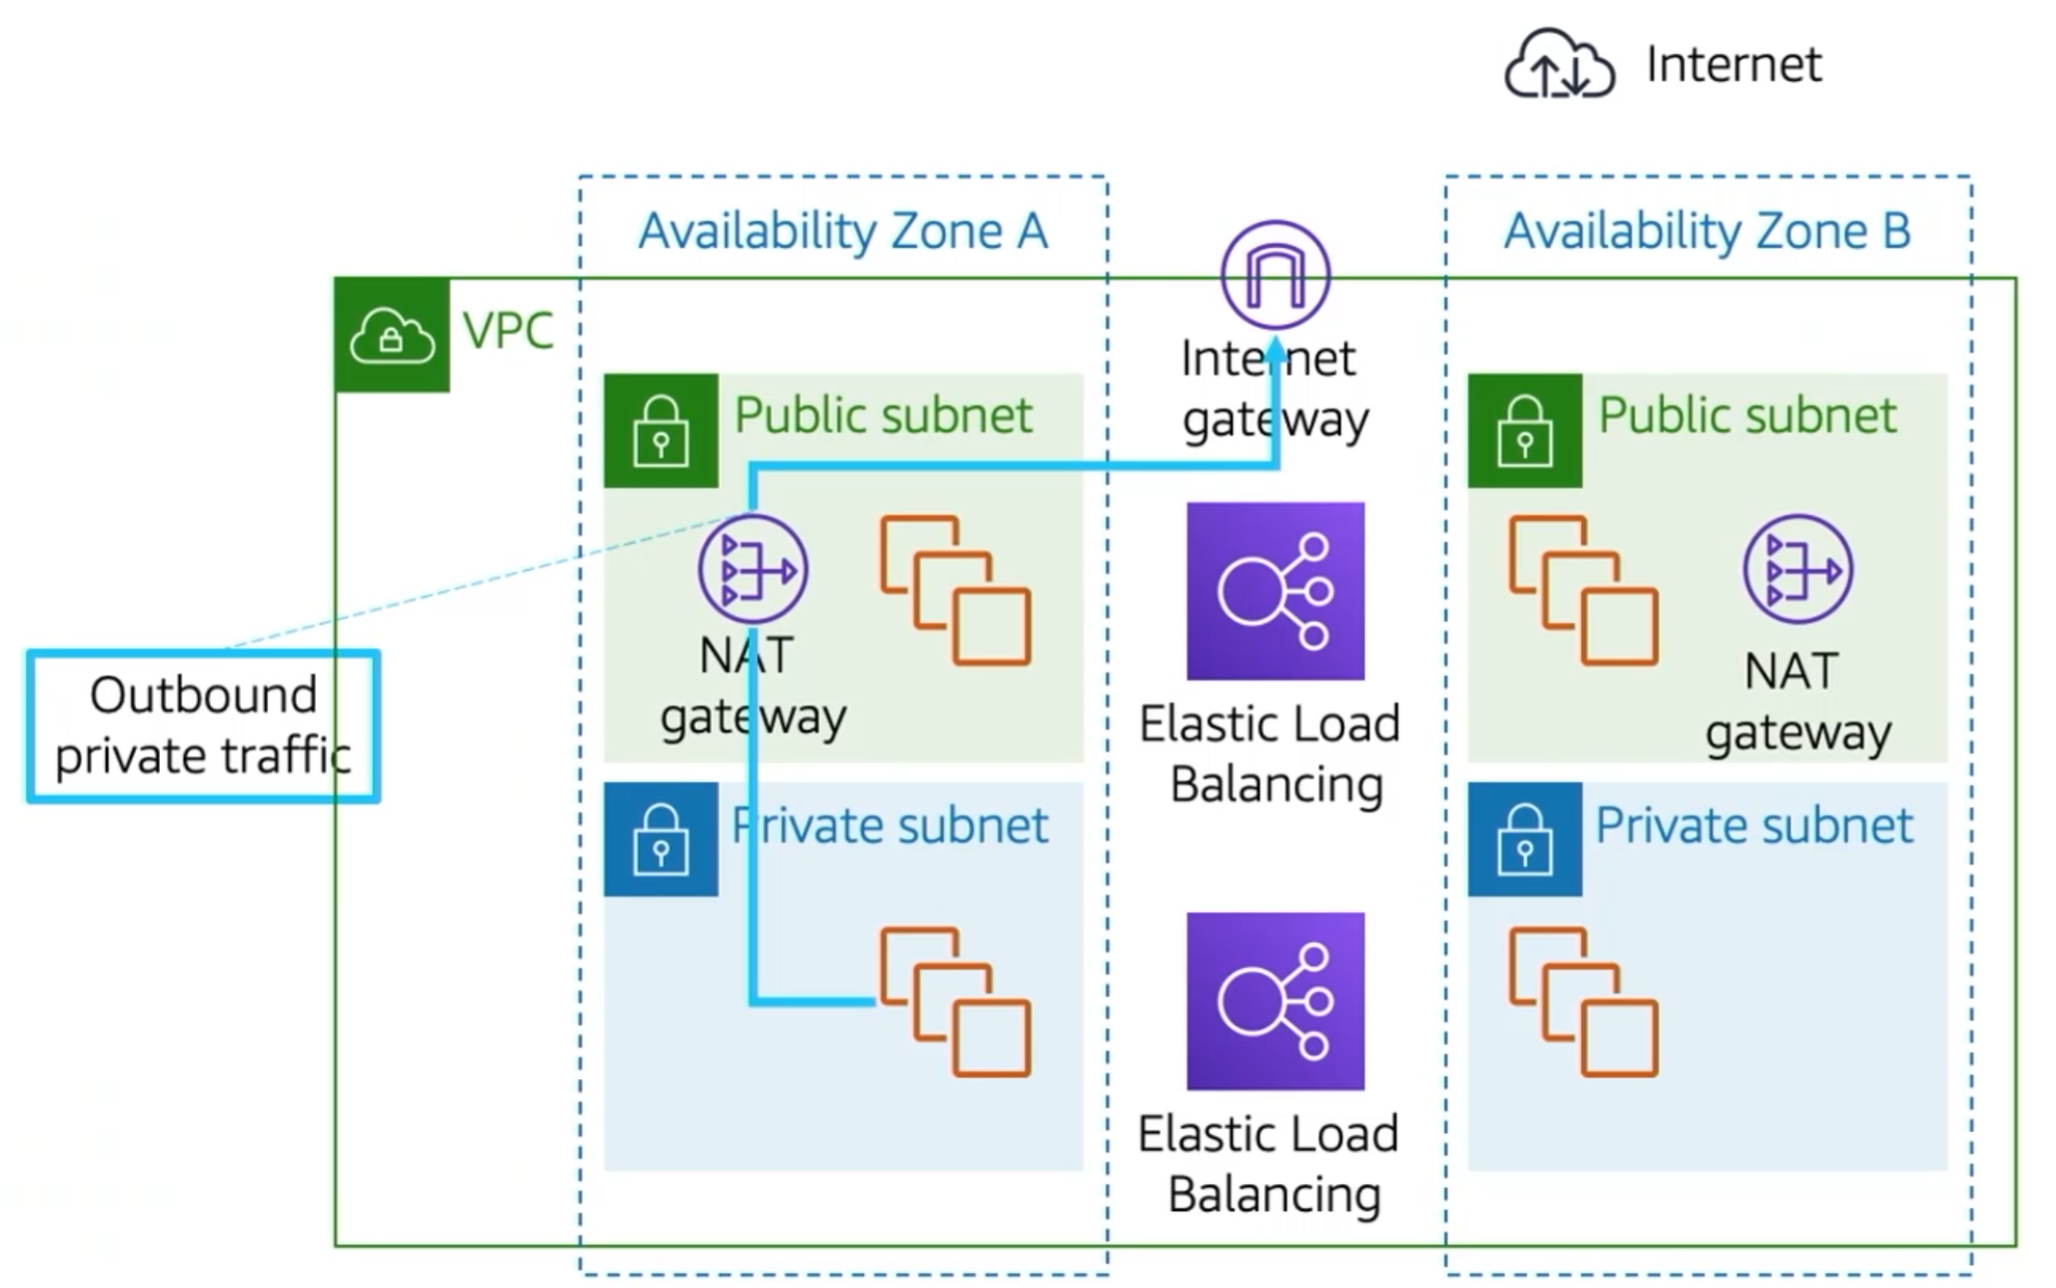 Internet
Availability Zone A
Availability Zone B
VPC
Internet
gateway
Public subnet
Public subnet
NAT
gateway
Elastic Load
Balancing
NAT
gateway
Outbound
private traffic
Private subnet
Private subnet
Elastic Load
Balancing